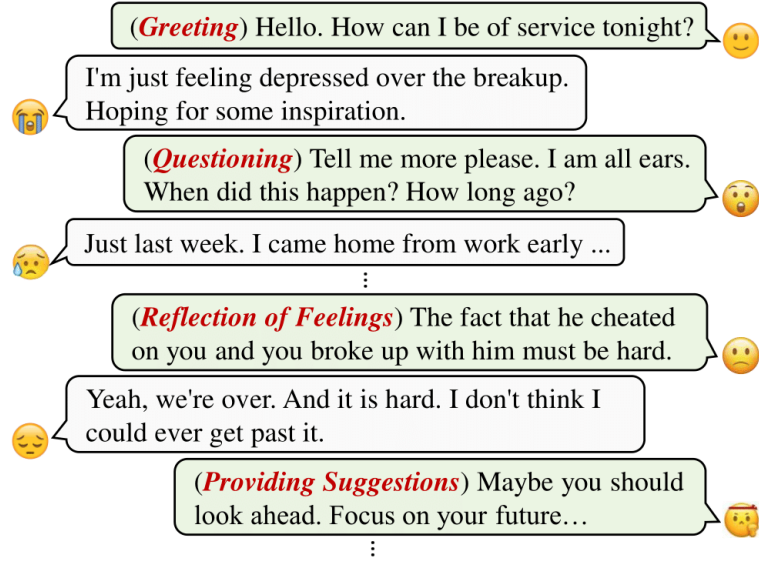 (Greeting) Hello. How can I be of service tonight?
I'm just feeling depressed over the breakup.
Hoping for some inspiration.
(Questioning) Tell me more please. I am all ears.
When did this happen? How long ago?
Just last week. I came home from work early ...
(Reflection of Feelings) The fact that he cheated
on you and you broke up with him must be hard.
Yeah, we're over. And it is hard. I don't think I
could ever get past it.
(Providing Suggestions) Maybe you should
look ahead. Focus on your future…